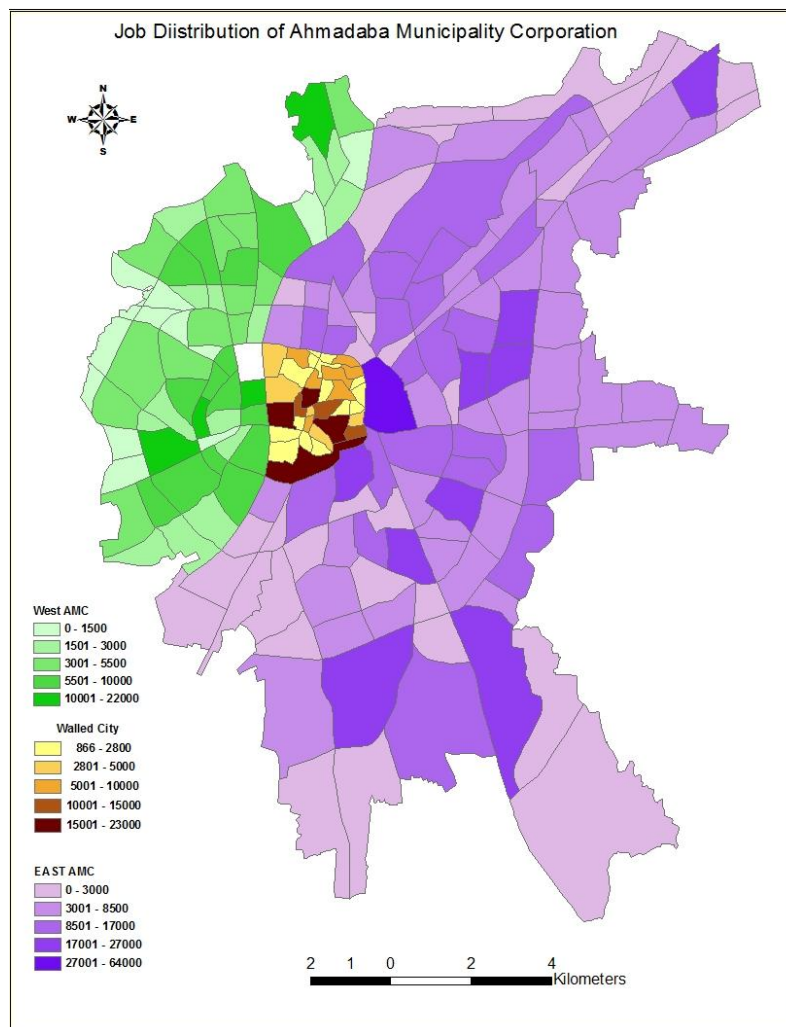 Job Diistribution of Ahmadaba Municipality Corporation
N
W E
S
West AMC
0 - 1500
1501 - 3000
3001 - 5500
5501 - 10000
10001 - 22000
Walled City
866 - 2800
2801 - 5000
5001 - 10000
10001 - 15000
15001 - 23000
EAST AMC
0 - 3000
3001 - 8500
8501 - 17000
17001 - 27000
27001 - 64000
2 1 0 2 4
Kilometers